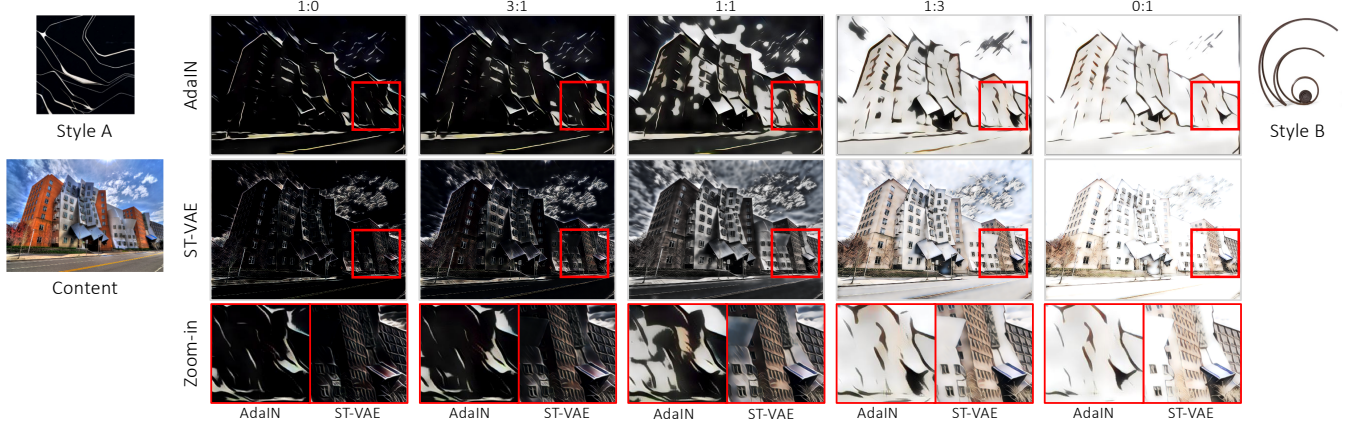 1:0 3:1 1:1 1:3 0:1
AdaIN
Style A
Style B
ST-VAE
Content
Zoom-in
AdaIN ST-VAE AdaIN ST-VAE AdaIN ST-VAE AdaIN ST-VAE AdaIN ST-VAE